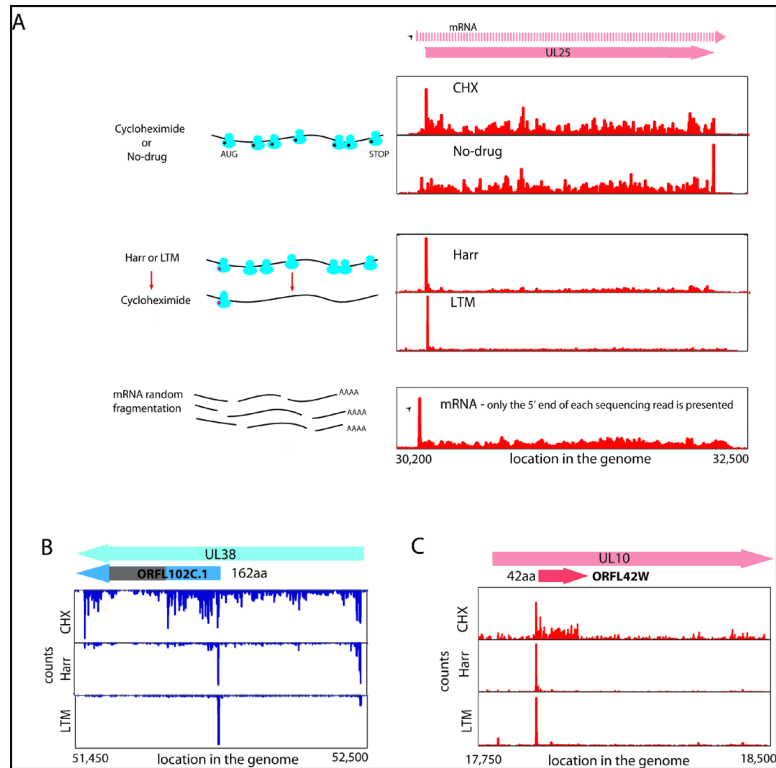 A
mRNA
UL25
Cycloheximide
or
No-drug
AUG
STOP
CHX
No-drug
Harr or LTM
Cycloheximide
Harr
LTM
mRNA random
fragmentation
AAAA
AAAA
AAAA
mRNA - only the 5' end of each sequencing read is presented
30,200
location in the genome
32,500
B
UL38
ORFL102C.1
162aa
CHX
counts
Harr
LTM
51,450
location in the genome
52,500
C
UL10
42aa
ORFL42W
CHX
counts
Harr
LTM
17,750
location in the genome
18,500